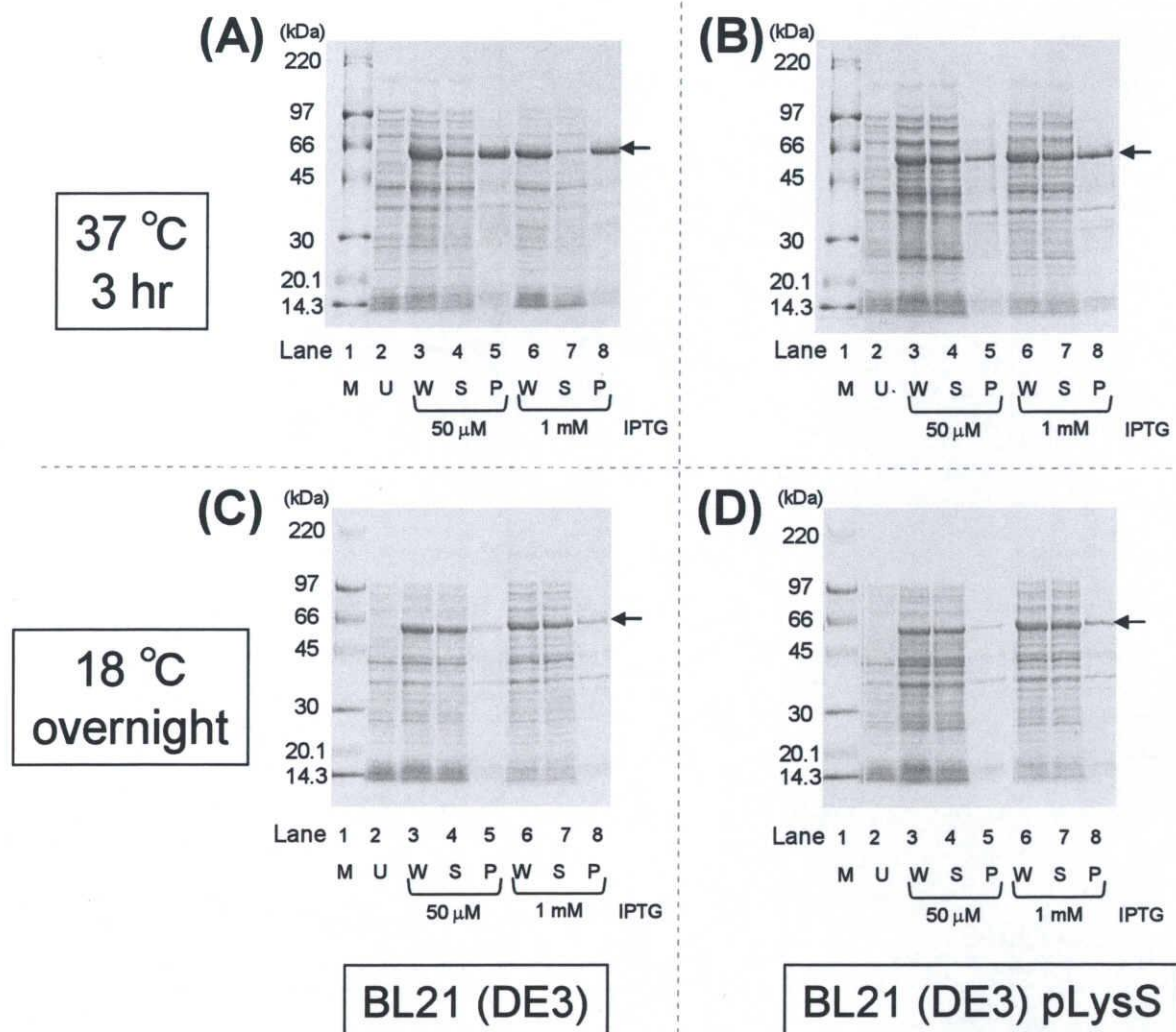 (A)
(kDa)
220
97
66
45
30
20.1
14.3
Lane 1 2 3 4 5 6 7 8
M U W S P W S P
50 µM 1 mM IPTG
(B)
(kDa)
220
97
66
45
30
20.1
14.3
Lane 1 2 3 4 5 6 7 8
M U. W S P W S P
50 µM 1 mM IPTG
37 °C
3 hr
(C)
(kDa)
220
97
66
45
30
20.1
14.3
Lane 1 2 3 4 5 6 7 8
M U W S P W S P
50 µM 1 mM IPTG
(D)
(kDa)
220
97
66
45
30
20.1
14.3
Lane 1 2 3 4 5 6 7 8
M U W S P W S P
50 µM 1 mM IPTG
18 °C
overnight
BL21 (DE3)
BL21 (DE3) pLysS